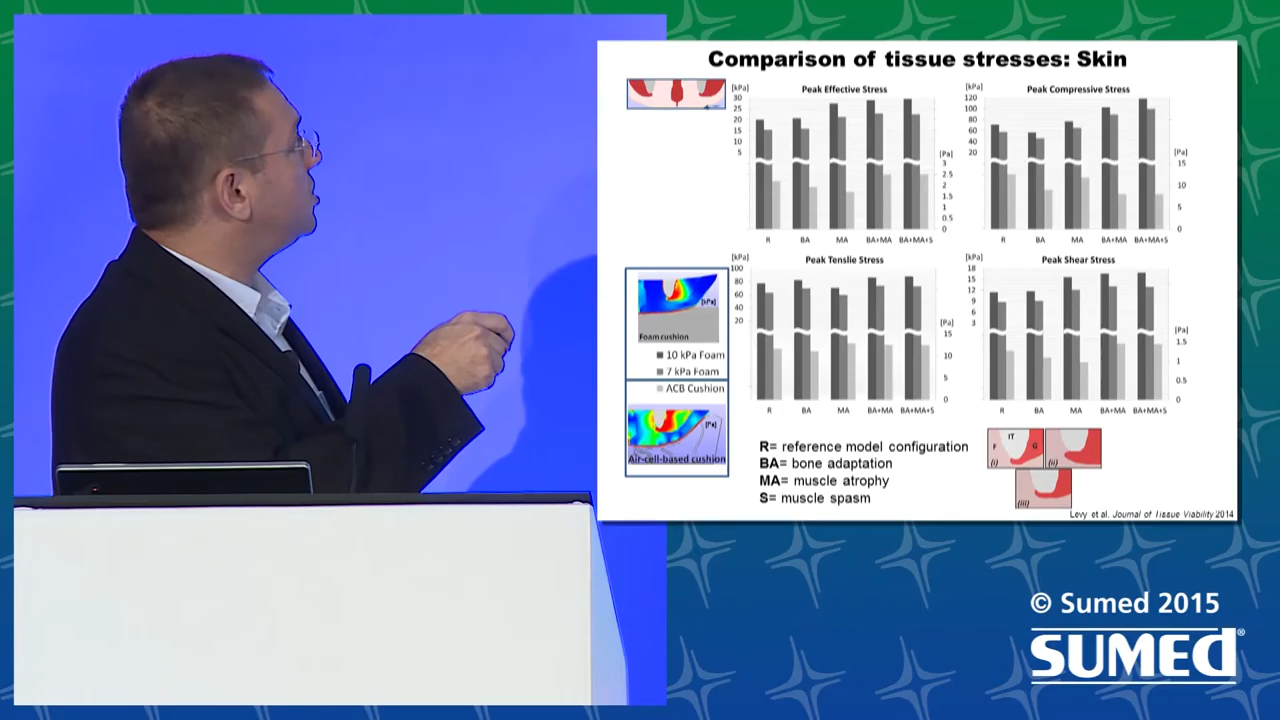 Comparison of tissue stresses: Skin
[kPa]
Peak Effective Stress
30
25
20
15
10
5
[Pa]
3
2.5
2
1.5
1
0.5
0
R BA MA BA+MA BA+MA+S
[kPa]
Peak Compressive Stress
120
100
80
60
40
20
[Pa]
15
10
5
0
R BA MA BA+MA BA+MA+S
[kPa]
Peak Tenslie Stress
100
80
60
40
20
[Pa]
15
10
5
0
R BA MA BA+MA BA+MA+S
[kPa]
Peak Shear Stress
18
15
12
9
6
3
[Pa]
1.5
1
0.5
0
R BA MA BA+MA BA+MA+S
[kPa]
Foam cushion
10 kPa Foam
7 kPa Foam
ACB Cushion
[Pa]
Air-cell-based cushion
R= reference model configuration
BA= bone adaptation
MA= muscle atrophy
S= muscle spasm
IT
F G
(i) (ii)
(iii)
Levy et al. Journal of Tissue Viability 2014
© Sumed 2015
SUMED®